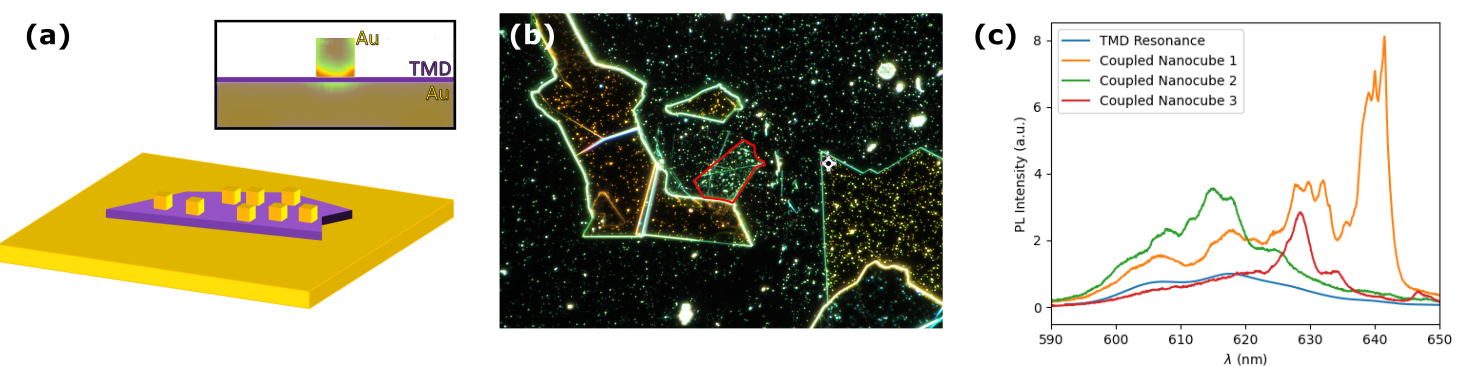 (a)
Au
TMD
Au
(b)
(c)
TMD Resonance
Coupled Nanocube 1
Coupled Nanocube 2
Coupled Nanocube 3
PL Intensity (a.u.)
8
6
4
2
0
590 600 610 620 630 640 650
λ (nm)